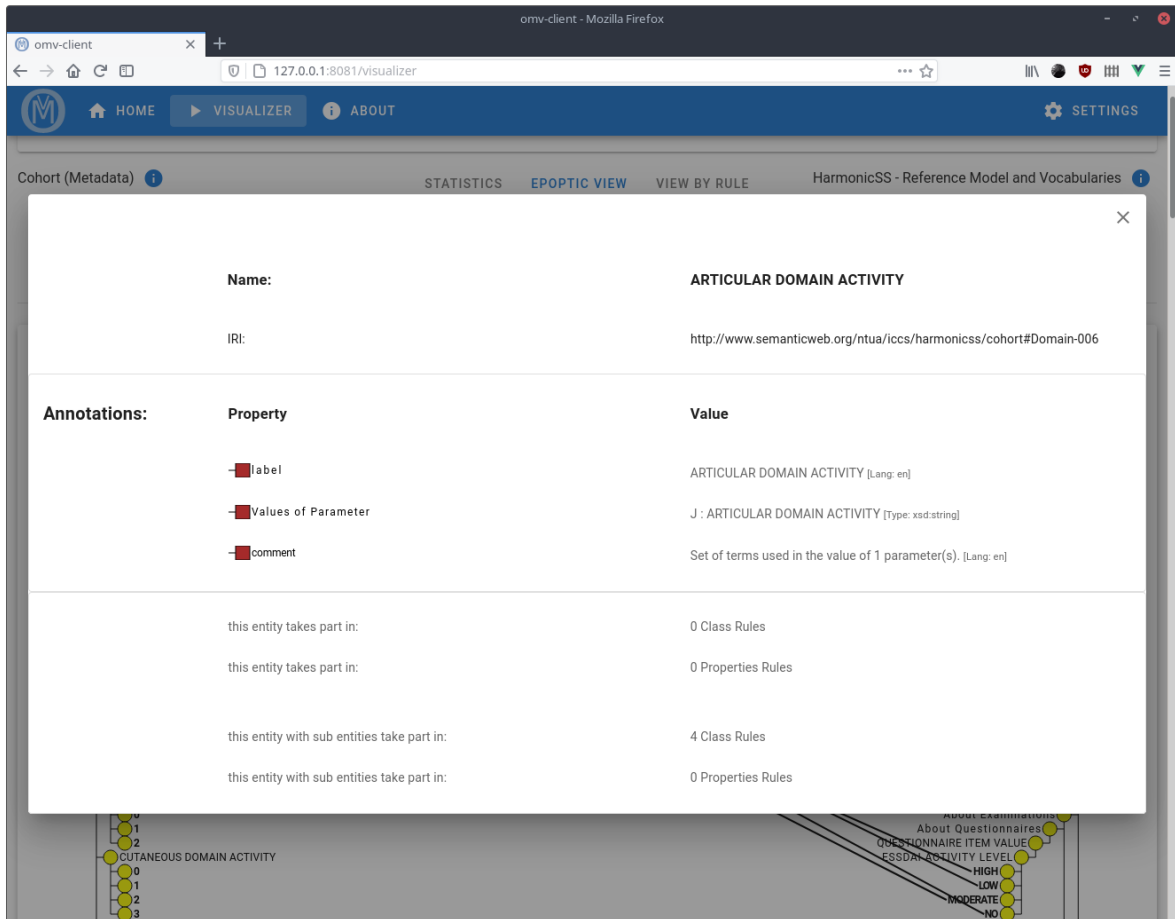 omv-client - Mozilla Firefox
omv-client
127.0.0.1:8081/visualizer
HOME VISUALIZER ABOUT SETTINGS
Cohort (Metadata) STATISTICS EPOPTIC VIEW VIEW BY RULE HarmonicSS - Reference Model and Vocabularies
Name: ARTICULAR DOMAIN ACTIVITY
IRI: http://www.semanticweb.org/ntua/iccs/harmonicss/cohort#Domain-006
Annotations: Property Value
label ARTICULAR DOMAIN ACTIVITY [Lang: en]
Values of Parameter J : ARTICULAR DOMAIN ACTIVITY [Type: xsd:string]
comment Set of terms used in the value of 1 parameter(s). [Lang: en]
this entity takes part in: 0 Class Rules
this entity takes part in: 0 Properties Rules
this entity with sub entities take part in: 4 Class Rules
this entity with sub entities take part in: 0 Properties Rules
0 About Examinations
1 About Questionnaires
2 QUESTIONNAIRE ITEM VALUE
CUTANEOUS DOMAIN ACTIVITY ESSDAI ACTIVITY LEVEL
0 HIGH
1 LOW
2 MODERATE
3 NO